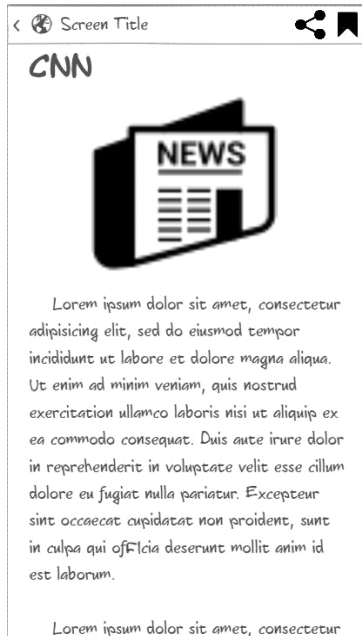 Screen Title
CNN
NEWS
Lorem ipsum dolor sit amet, consectetur
adipisicing elit, sed do eiusmod tempor
incididunt ut labore et dolore magna aliqua.
Ut enim ad minim veniam, quis nostrud
exercitation ullamco laboris nisi ut aliquip ex
ea commodo consequat. Duis aute irure dolor
in reprehenderit in voluptate velit esse cillum
dolore eu fugiat nulla pariatur. Excepteur
sint occaecat cupidatat non proident, sunt
in culpa qui officia deserunt mollit anim id
est laborum.
Lorem ipsum dolor sit amet, consectetur